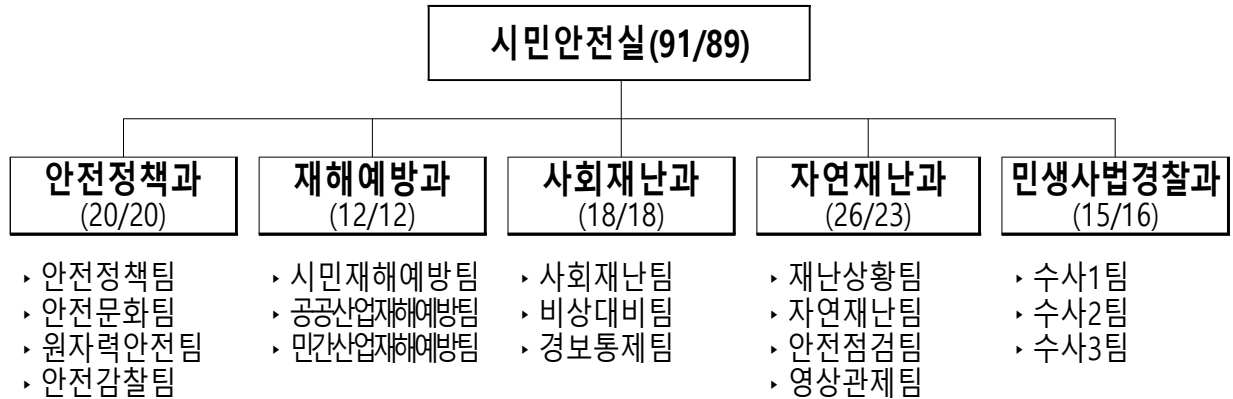 시민안전실(91/89)
안전정책과
(20/20)
‣ 안전정책팀
‣ 안전문화팀
‣ 원자력안전팀
‣ 안전감찰팀
재해예방과
(12/12)
‣ 시민재해예방팀
‣ 공공산업재해예방팀
‣ 민간산업재해예방팀
사회재난과
(18/18)
‣ 사회재난팀
‣ 비상대비팀
‣ 경보통제팀
자연재난과
(26/23)
‣ 재난상황팀
‣ 자연재난팀
‣ 안전점검팀
‣ 영상관제팀
민생사법경찰과
(15/16)
‣ 수사1팀
‣ 수사2팀
‣ 수사3팀